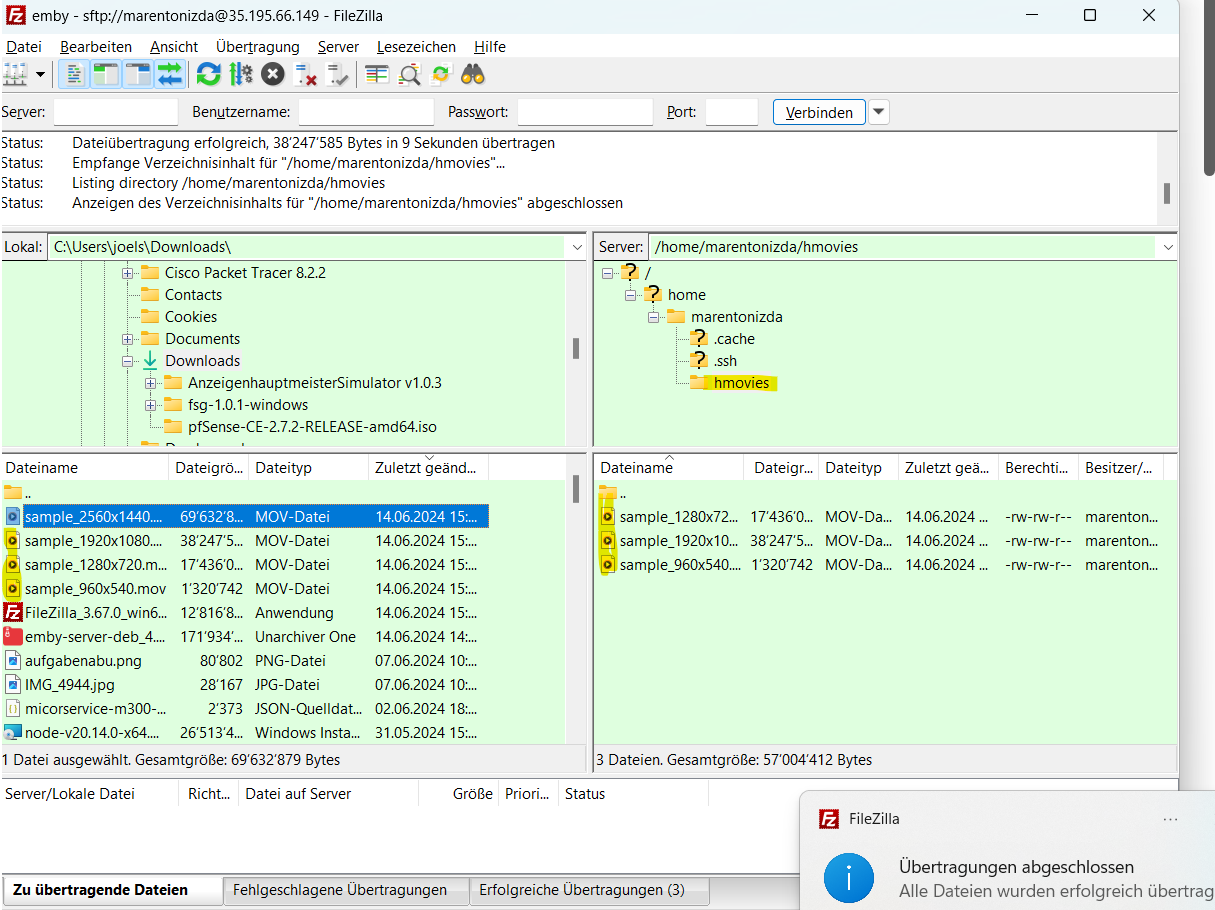 emby - sftp://marentonizda@35.195.66.149 - FileZilla
Datei Bearbeiten Ansicht Übertragung Server Lesezeichen Hilfe
Server: Benutzername: Passwort: Port: Verbinden
Status: Dateiübertragung erfolgreich, 38'247'585 Bytes in 9 Sekunden übertragen
Status: Empfange Verzeichnisinhalt für "/home/marentonizda/hmovies"...
Status: Listing directory /home/marentonizda/hmovies
Status: Anzeigen des Verzeichnisinhalts für "/home/marentonizda/hmovies" abgeschlossen
Lokal: C:\Users\joels\Downloads\
Cisco Packet Tracer 8.2.2
Contacts
Cookies
Documents
Downloads
AnzeigenhauptmeisterSimulator v1.0.3
fsg-1.0.1-windows
pfSense-CE-2.7.2-RELEASE-amd64.iso
Server: /home/marentonizda/hmovies
/
home
marentonizda
.cache
.ssh
hmovies
Dateiname Dateigrö... Dateityp Zuletzt geänd...
..
sample_2560x1440.... 69'632'8... MOV-Datei 14.06.2024 15:...
sample_1920x1080.... 38'247'5... MOV-Datei 14.06.2024 15:...
sample_1280x720.m... 17'436'0... MOV-Datei 14.06.2024 15:...
sample_960x540.mov 1'320'742 MOV-Datei 14.06.2024 15:...
FileZilla_3.67.0_win6... 12'816'8... Anwendung 14.06.2024 15:...
emby-server-deb_4.... 171'934'... Unarchiver One 14.06.2024 14:...
aufgabenabu.png 80'802 PNG-Datei 07.06.2024 10:...
IMG_4944.jpg 28'167 JPG-Datei 07.06.2024 10:...
micorservice-m300-... 2'373 JSON-Quelldat... 02.06.2024 18:...
node-v20.14.0-x64.... 26'513'4... Windows Insta... 31.05.2024 15:...
1 Datei ausgewählt. Gesamtgröße: 69'632'879 Bytes
Dateiname Dateigr... Dateityp Zuletzt geä... Berechti... Besitzer/...
..
sample_1280x72... 17'436'0... MOV-Da... 14.06.2024 ... -rw-rw-r-- marenton...
sample_1920x10... 38'247'5... MOV-Da... 14.06.2024 ... -rw-rw-r-- marenton...
sample_960x540.... 1'320'742 MOV-Da... 14.06.2024 ... -rw-rw-r-- marenton...
3 Dateien. Gesamtgröße: 57'004'412 Bytes
Server/Lokale Datei Richt... Datei auf Server Größe Priori... Status
Zu übertragende Dateien Fehlgeschlagene Übertragungen Erfolgreiche Übertragungen (3)
FileZilla
Übertragungen abgeschlossen
Alle Dateien wurden erfolgreich übertrag